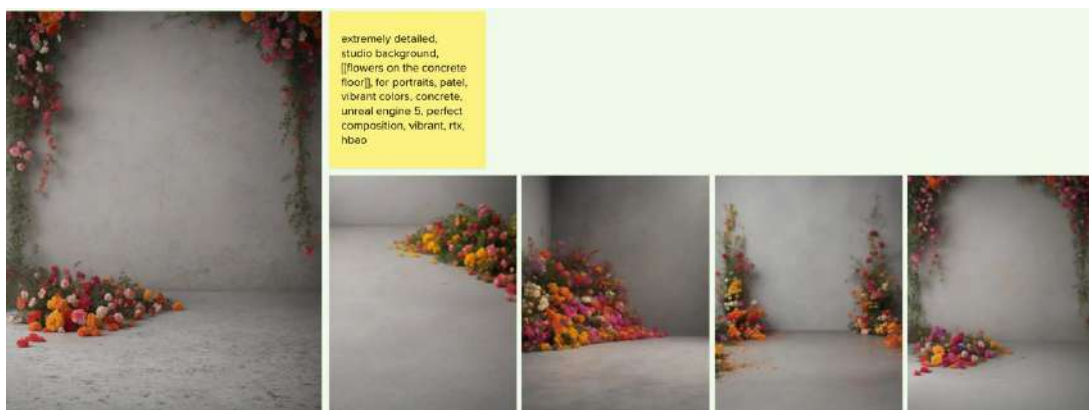 extremely detailed,
studio background,
[[flowers on the concrete
floor]], for portraits, patel,
vibrant colors, concrete,
unreal engine 5, perfect
composition, vibrant, rtx,
hbao